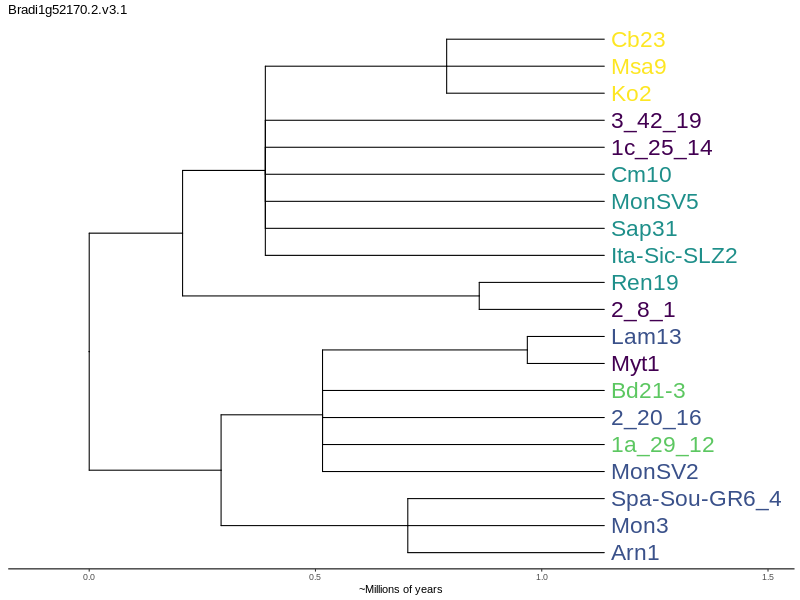 Bradi1g52170.2.v3.1
Cb23
Msa9
Ko2
3_42_19
1c_25_14
Cm10
MonSV5
Sap31
Ita-Sic-SLZ2
Ren19
2_8_1
Lam13
Myt1
Bd21-3
2_20_16
1a_29_12
MonSV2
Spa-Sou-GR6_4
Mon3
Arn1
0.0 0.5 1.0 1.5
~Millions of years